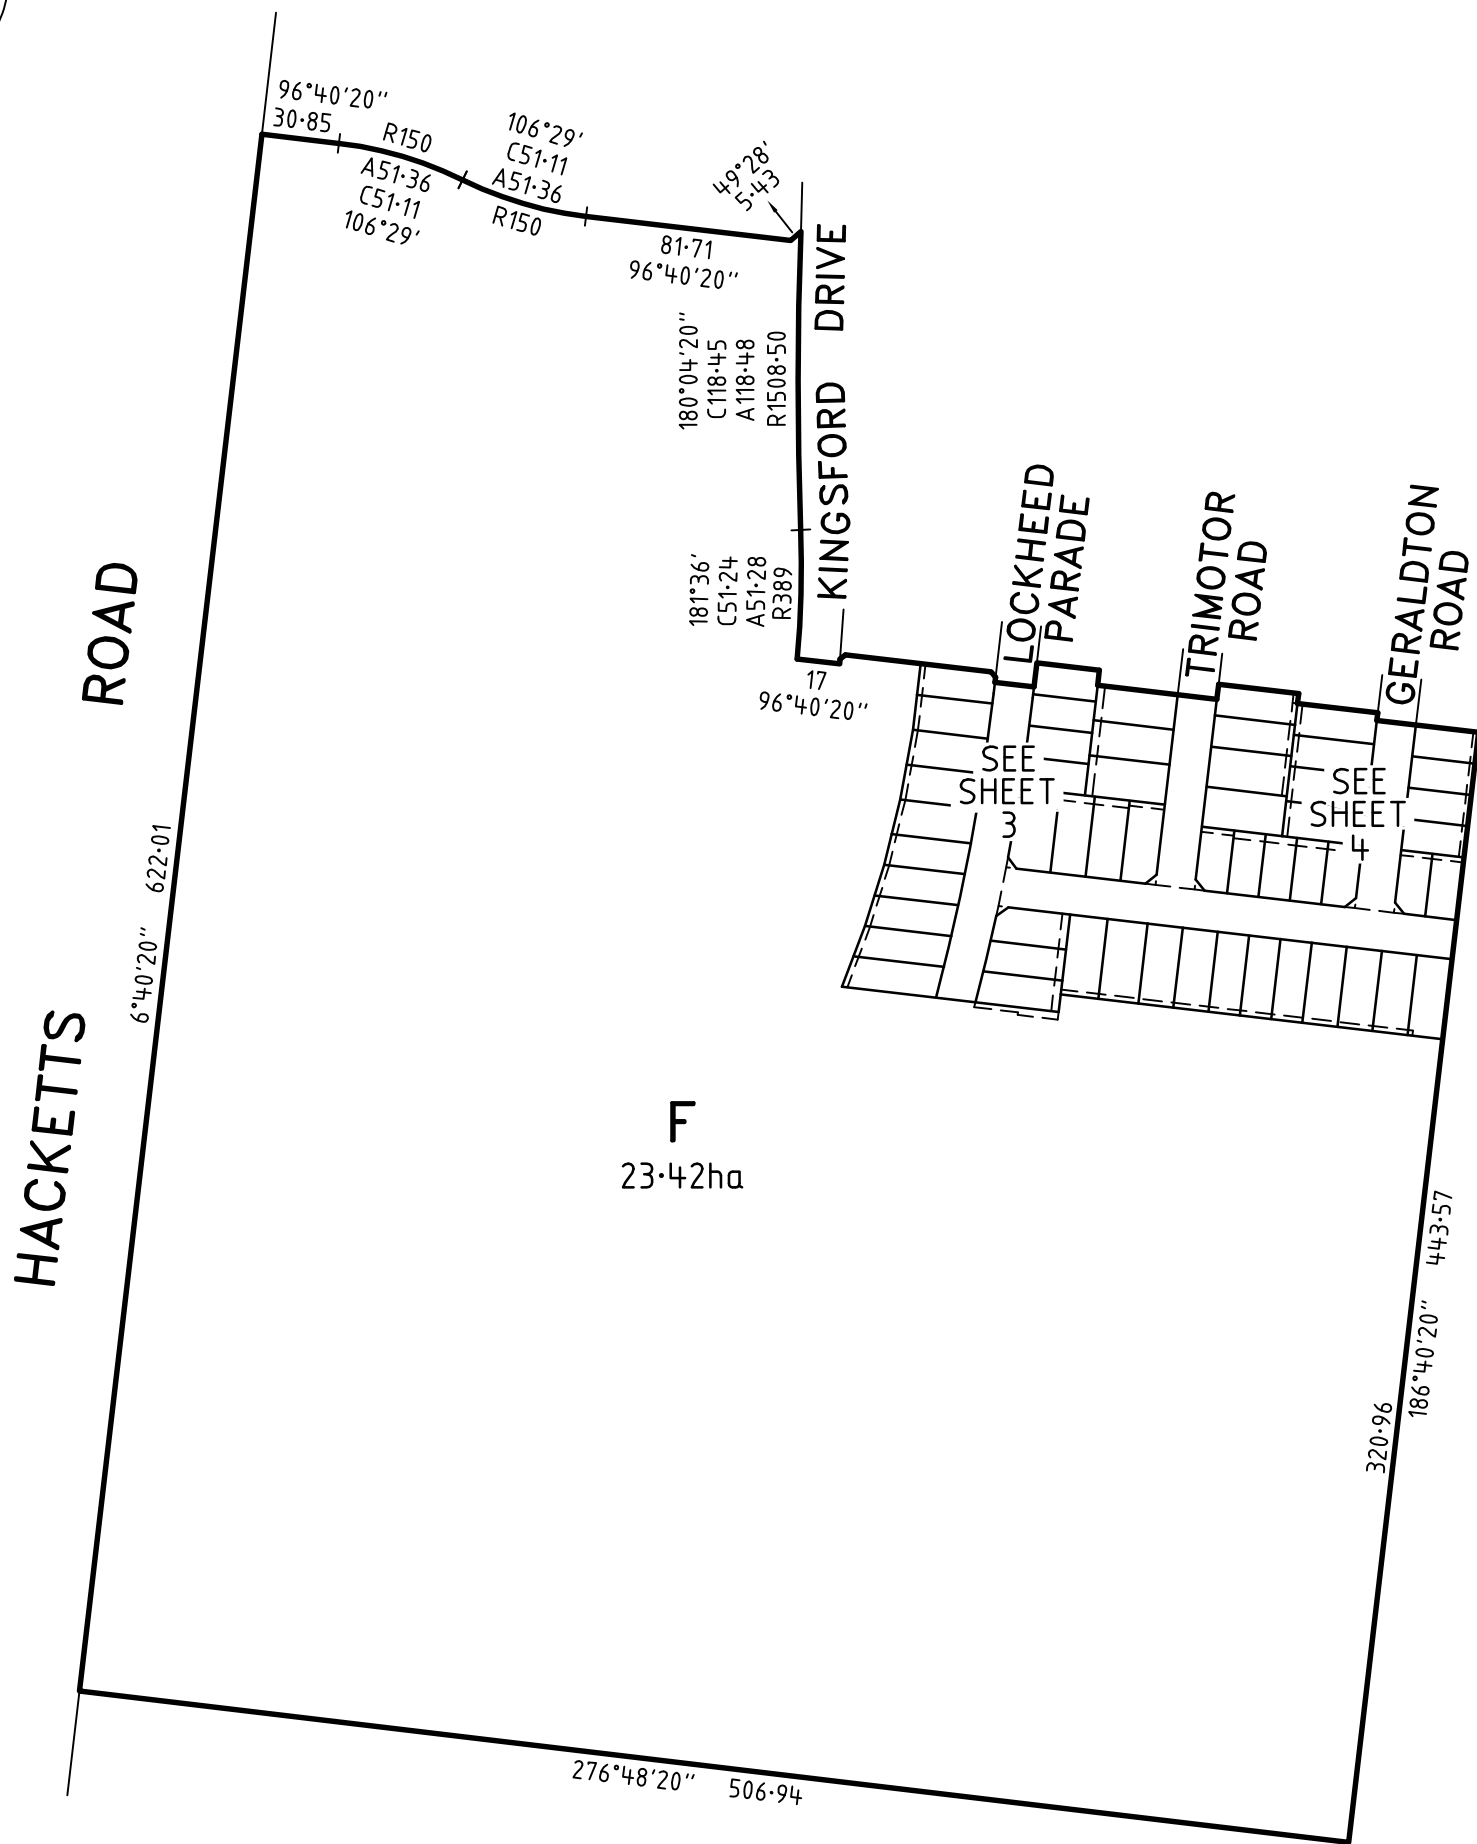 96°40'20"
30·85
R150
A51·36
C51·11
106°29'
106°29'
C51·11
A51·36
R150
49°28'
5·43
81·71
96°40'20"
180°04'20"
C118·45
A118·48
R1508·50
KINGSFORD DRIVE
181°36'
C51·24
A51·28
R389
17
96°40'20"
LOCKHEED
PARADE
TRIMOTOR
ROAD
GERALDTON
ROAD
SEE
SHEET
3
SEE
SHEET
4
HACKETTS ROAD
6°40'20" 622·01
F
23·42ha
186°40'20" 443·57
320·96
276°48'20" 506·94